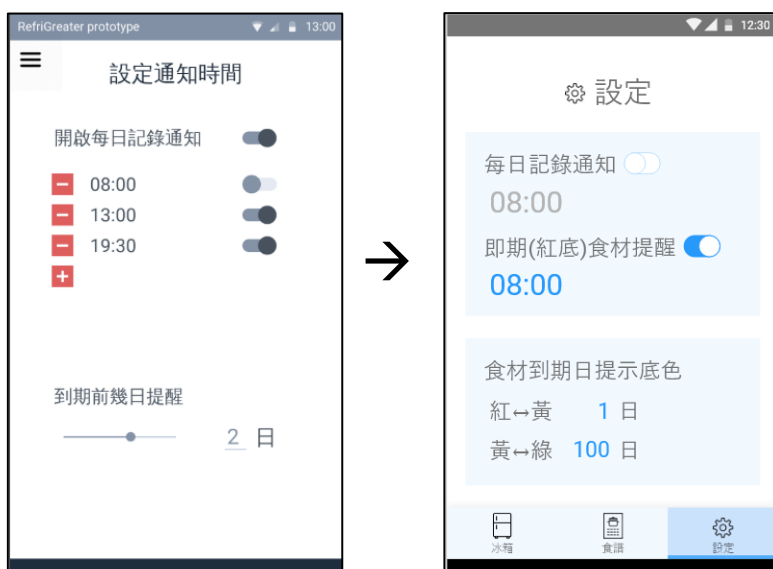 RefriGreater prototype 13:00
設定通知時間
開啟每日記錄通知
08:00
13:00
19:30
到期前幾日提醒
2 日
→
12:30
設定
每日記錄通知
08:00
即期(紅底)食材提醒
08:00
食材到期日提示底色
紅↔黃 1 日
黃↔綠 100 日
冰箱 食譜 設定